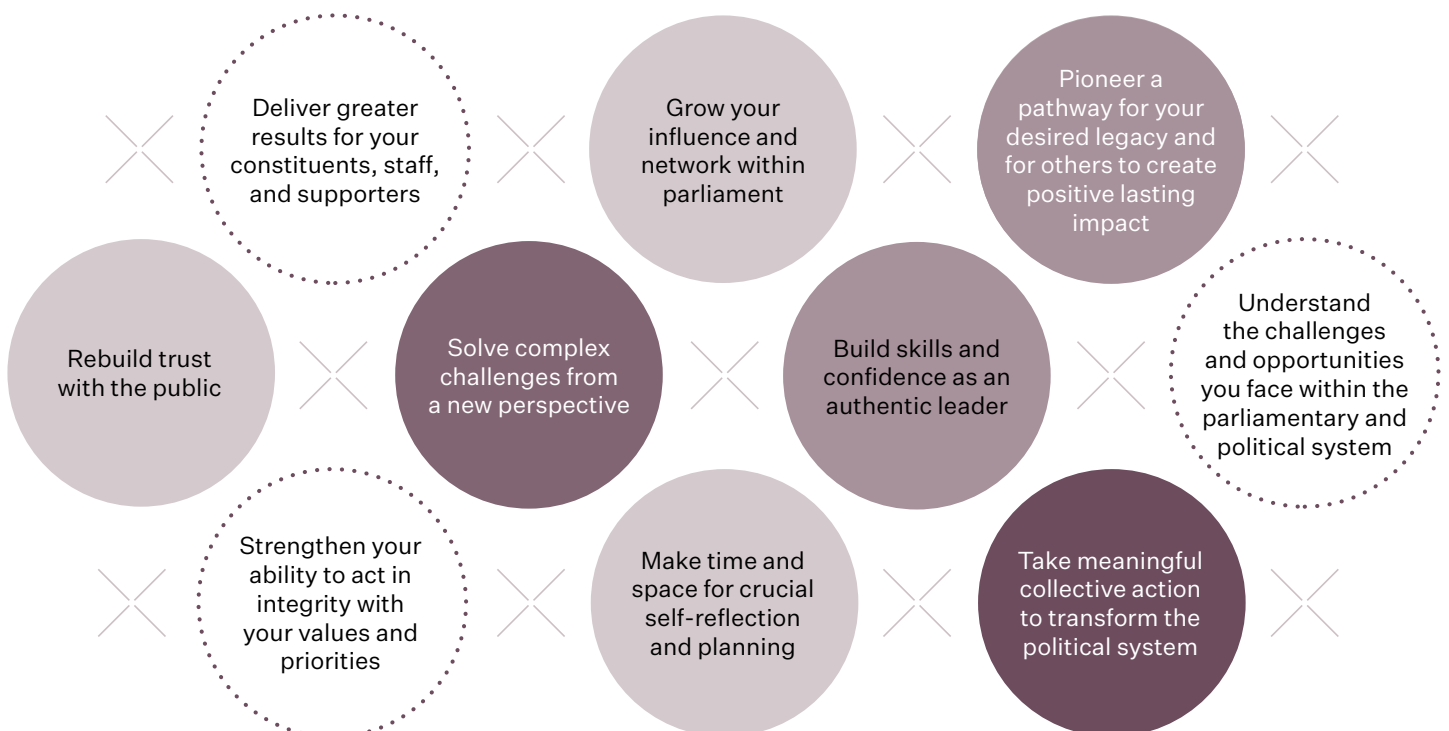 Deliver greater
results for your
constituents, staff,
and supporters
Grow your
influence and
network within
parliament
Pioneer a
pathway for your
desired legacy and
for others to create
positive lasting
impact
Rebuild trust
with the public
Solve complex
challenges from
a new perspective
Build skills and
confidence as an
authentic leader
Understand
the challenges
and opportunities
you face within the
parliamentary and
political system
Strengthen your
ability to act in
integrity with
your values and
priorities
Make time and
space for crucial
self-reflection
and planning
Take meaningful
collective action
to transform the
political system